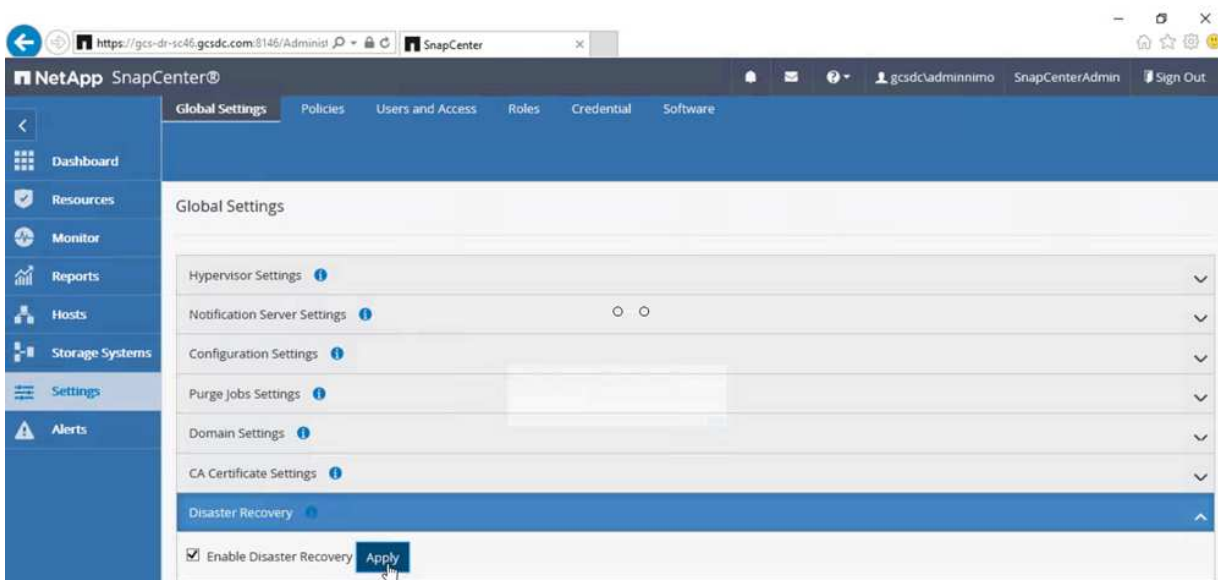 https://gcs-dr-sc46.gcsdc.com:8146/Administ SnapCenter
NetApp SnapCenter® gcsdc\adminnimo SnapCenterAdmin Sign Out
Global Settings Policies Users and Access Roles Credential Software
Dashboard
Resources
Global Settings
Monitor
Reports
Hypervisor Settings
Hosts
Notification Server Settings
Storage Systems
Configuration Settings
Settings
Purge Jobs Settings
Alerts
Domain Settings
CA Certificate Settings
Disaster Recovery
Enable Disaster Recovery Apply